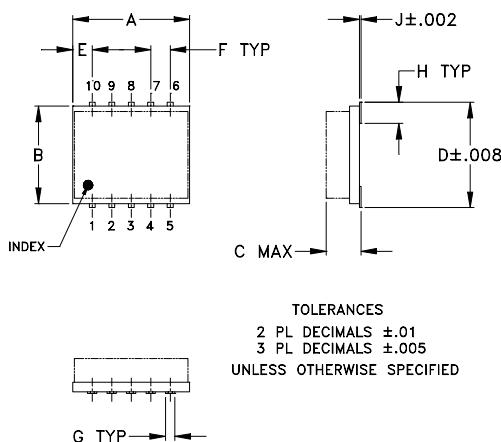 A
J±.002
E
F TYP
H TYP
10 9 8 7 6
B
D±.008
INDEX
1 2 3 4 5
C MAX
TOLERANCES
2 PL DECIMALS ±.01
3 PL DECIMALS ±.005
UNLESS OTHERWISE SPECIFIED
G TYP